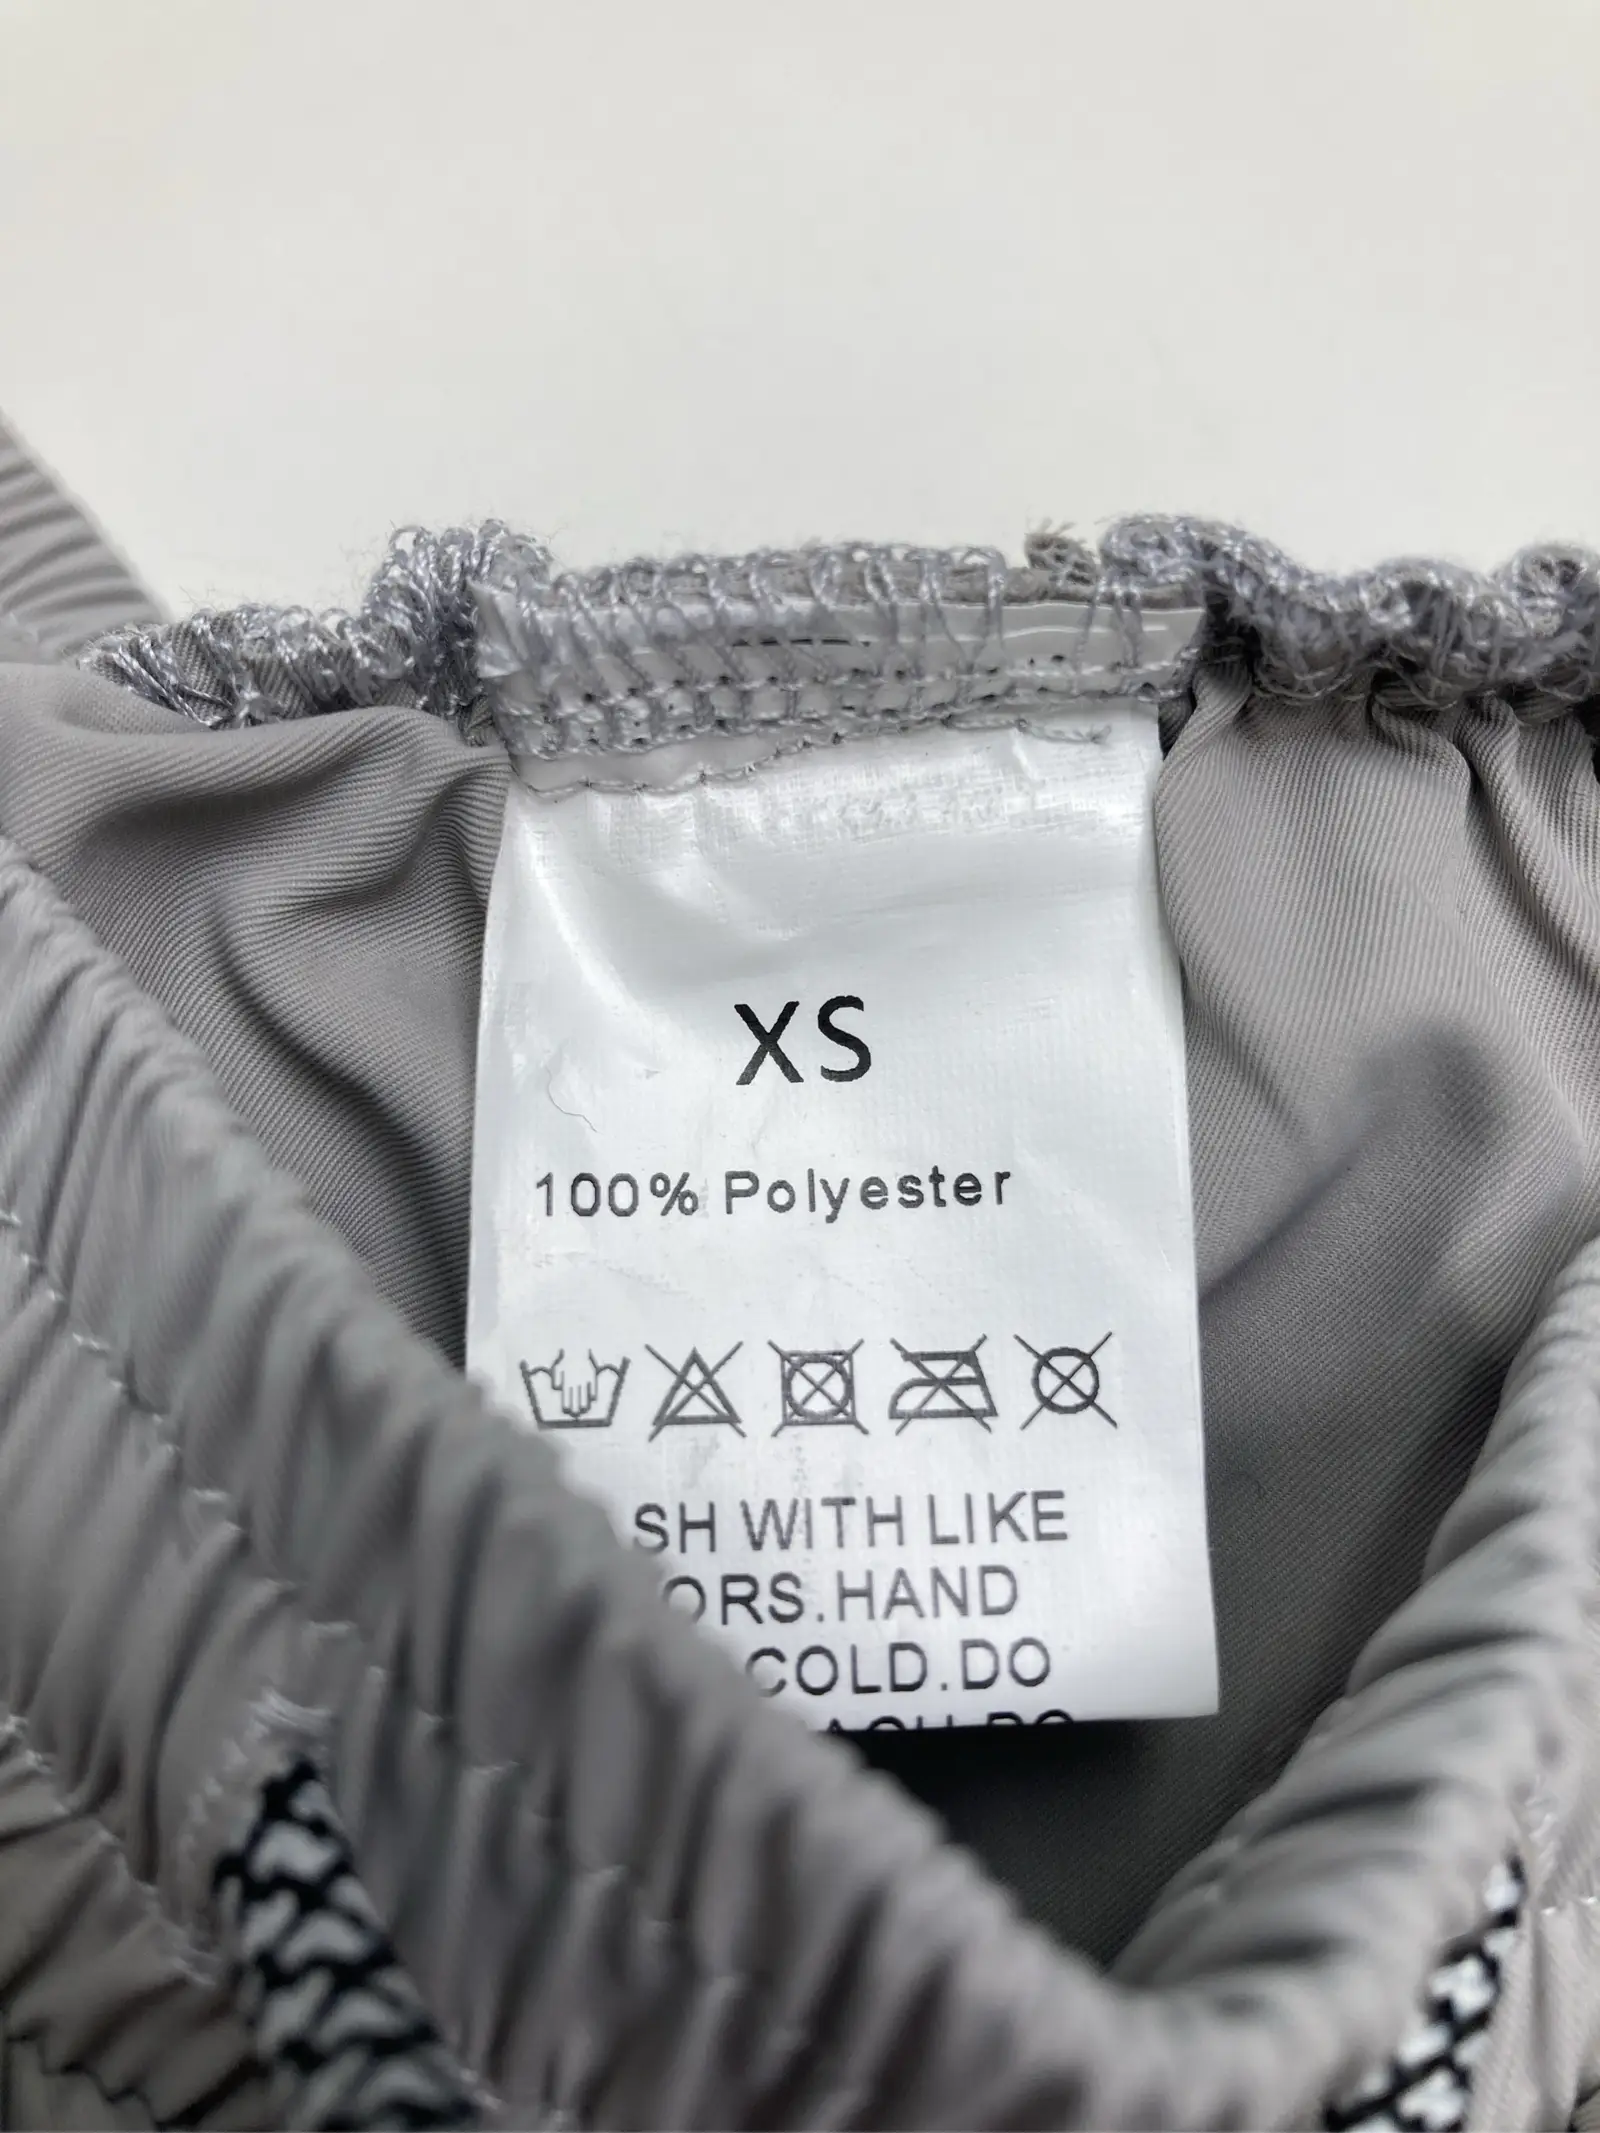 XS
100% Polyester
SH WITH LIKE
ORS.HAND
COLD.DO